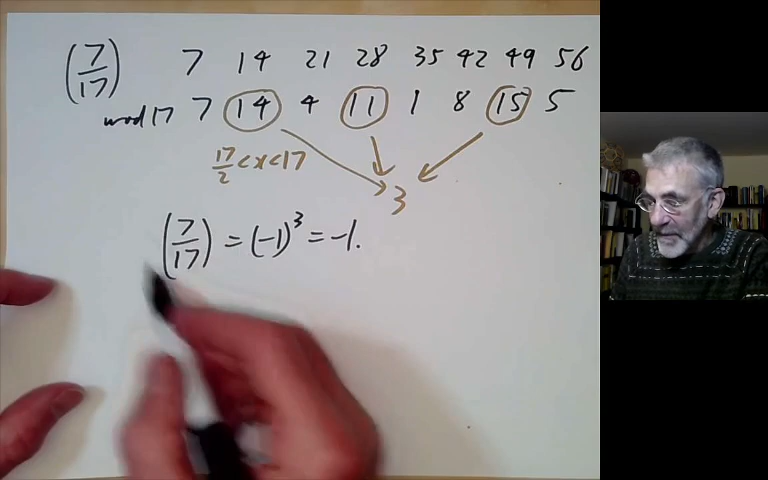 (7/17) 7 14 21 28 35 42 49 56
mod 17 7 14 4 11 1 8 15 5
17/2 < x < 17
3
(7/17) = (-1)^3 = -1.